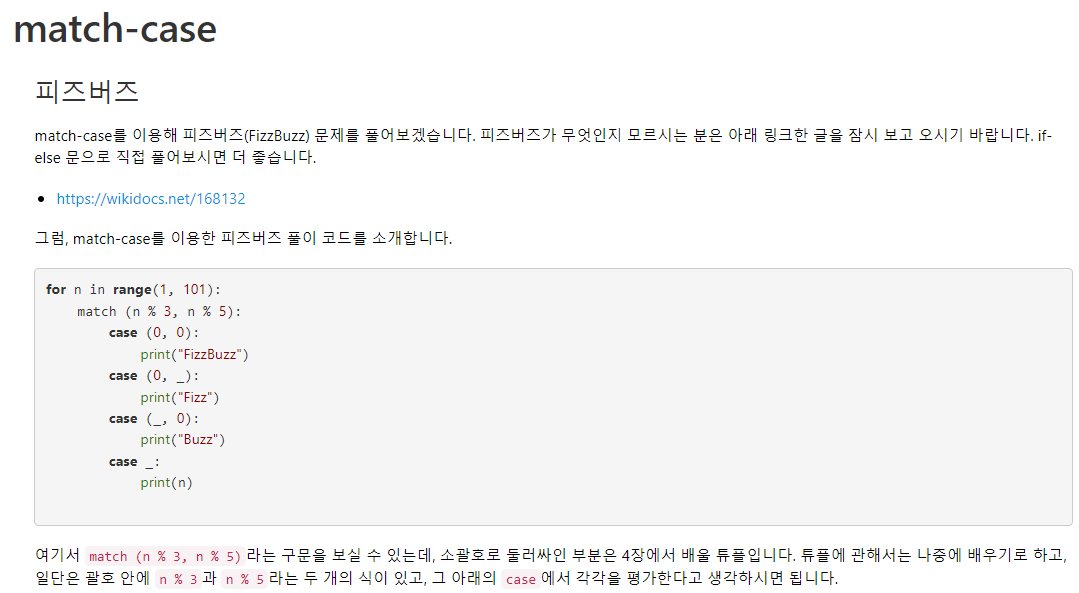 match-case
피즈버즈
match-case를 이용해 피즈버즈(FizzBuzz) 문제를 풀어보겠습니다. 피즈버즈가 무엇인지 모르시는 분은 아래 링크한 글을 잠시 보고 오시기 바랍니다. if-
else 문으로 직접 풀어보시면 더 좋습니다.
• https://wikidocs.net/168132
그럼, match-case를 이용한 피즈버즈 풀이 코드를 소개합니다.
for n in range(1, 101):
    match (n % 3, n % 5):
        case (0, 0):
            print("FizzBuzz")
        case (0, _):
            print("Fizz")
        case (_, 0):
            print("Buzz")
        case _:
            print(n)
여기서 match (n % 3, n % 5) 라는 구문을 보실 수 있는데, 소괄호로 둘러싸인 부분은 4장에서 배울 튜플입니다. 튜플에 관해서는 나중에 배우기로 하고,
일단은 괄호 안에 n % 3 과 n % 5 라는 두 개의 식이 있고, 그 아래의 case 에서 각각을 평가한다고 생각하시면 됩니다.